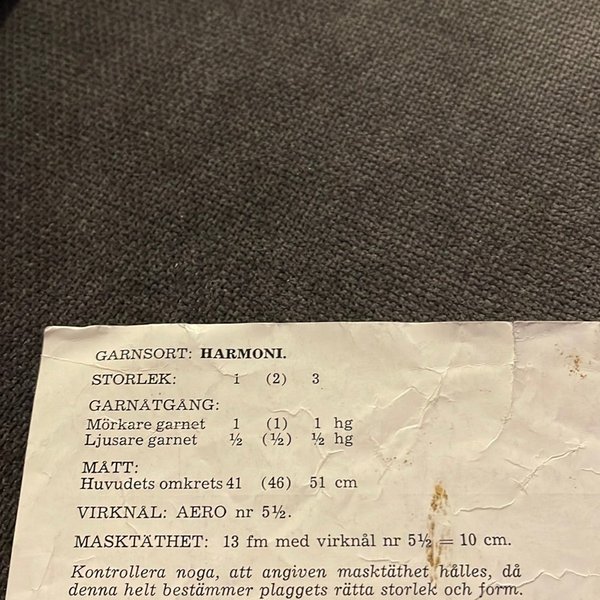 GARNSORT: HARMONI.
STORLEK: 1 (2) 3
GARNÅTGÅNG:
Mörkare garnet 1 (1) 1 hg
Ljusare garnet ½ (½) ½ hg
MÅTT:
Huvudets omkrets 41 (46) 51 cm
VIRKNÅL: AERO nr 5½.
MASKTÄTHET: 13 fm med virknål nr 5½ = 10 cm.
Kontrollera noga, att angiven masktäthet hålles, då
denna helt bestämmer plaggets rätta storlek och form.